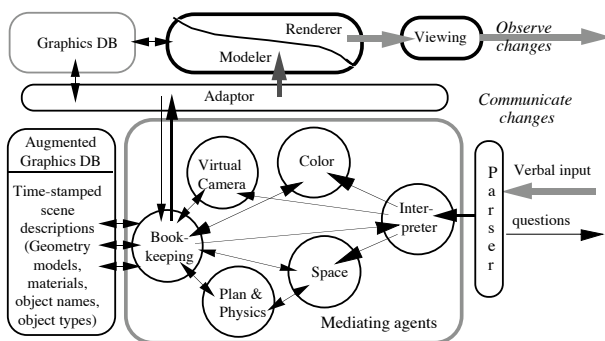 Graphics DB
Renderer
Modeler
Viewing
Observe
changes
Adaptor
Communicate
changes
Augmented
Graphics DB
Time-stamped
scene
descriptions
(Geometry
models,
materials,
object names,
object types)
Virtual
Camera
Color
Book-
keeping
Inter-
preter
Space
Plan &
Physics
Mediating agents
Parser
Verbal input
questions